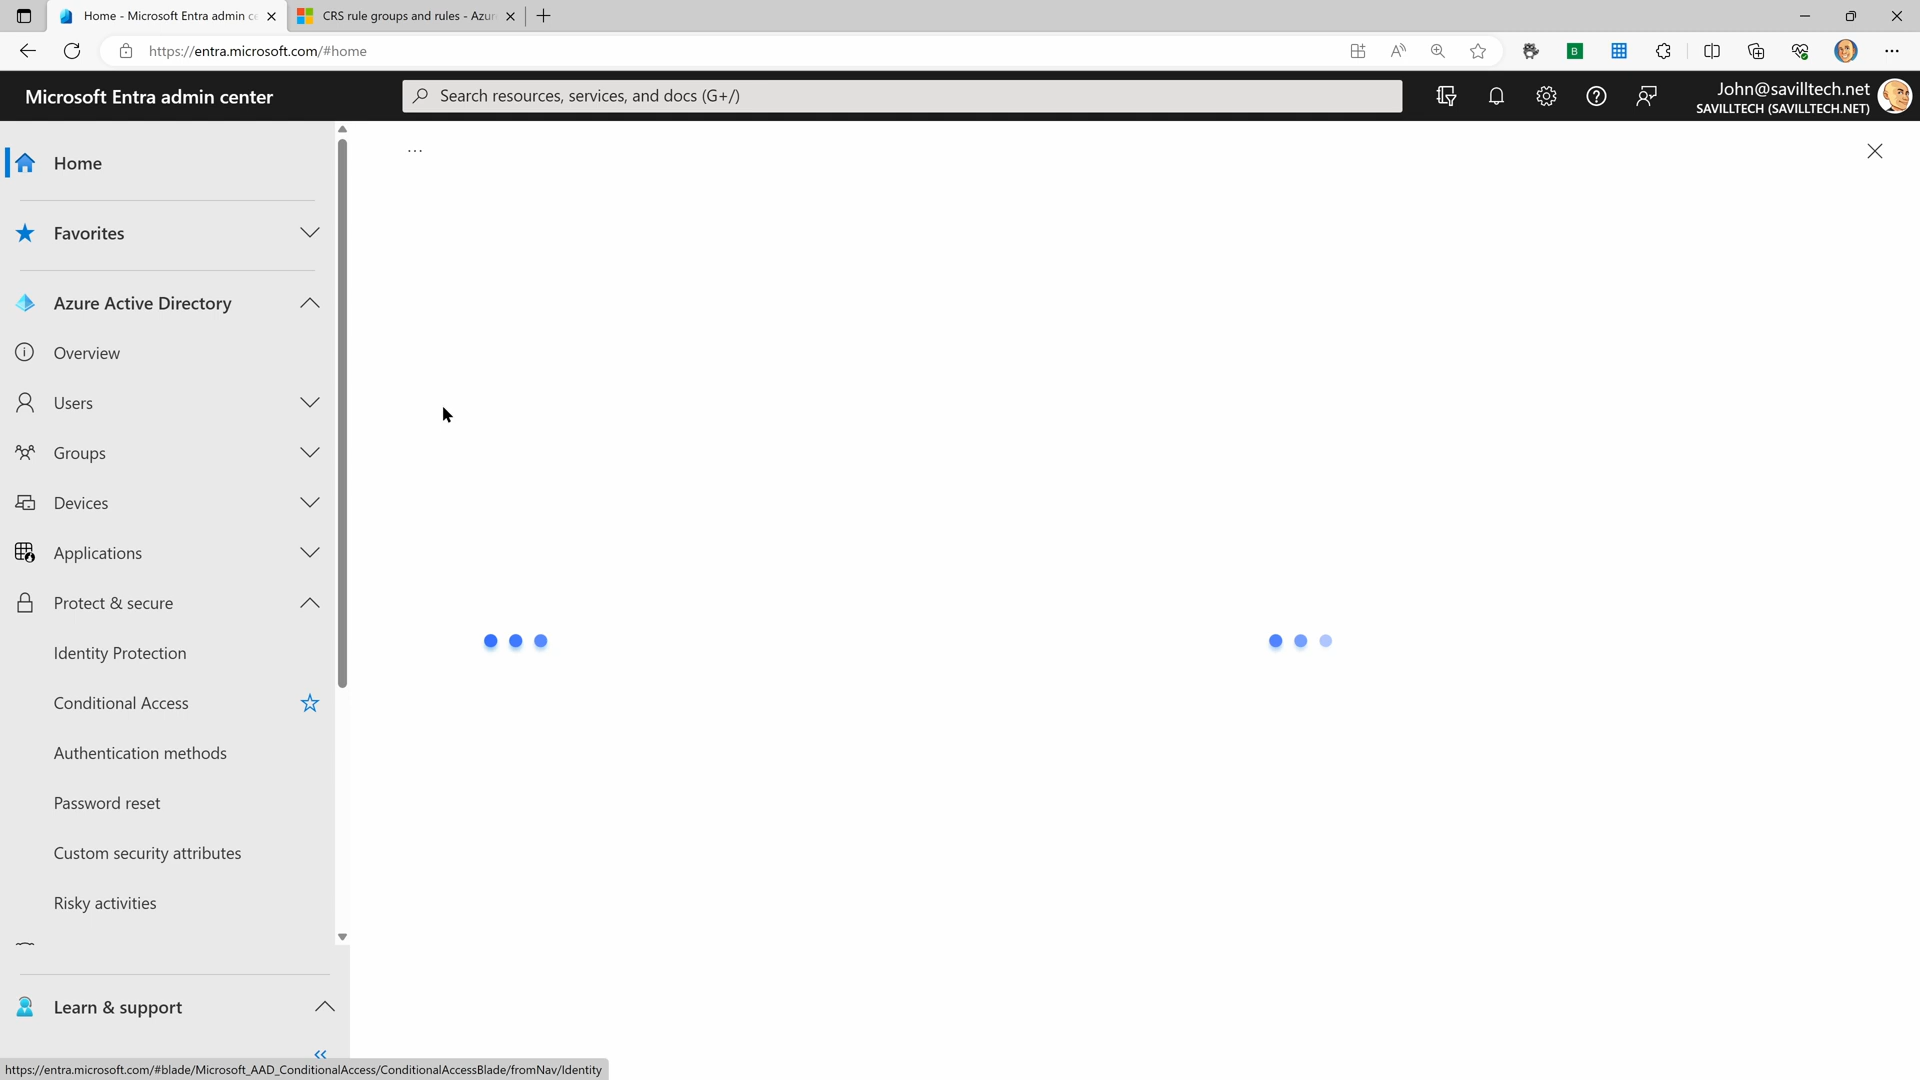 Home - Microsoft Entra admin ce
CRS rule groups and rules - Azur
https://entra.microsoft.com/#home
Microsoft Entra admin center
Search resources, services, and docs (G+/)
John@savilltech.net
SAVILLTECH (SAVILLTECH.NET)
Home
...
Favorites
Azure Active Directory
Overview
Users
Groups
Devices
Applications
Protect & secure
Identity Protection
Conditional Access
Authentication methods
Password reset
Custom security attributes
Risky activities
Learn & support
https://entra.microsoft.com/#blade/Microsoft_AAD_ConditionalAccess/ConditionalAccessBlade/fromNav/Identity